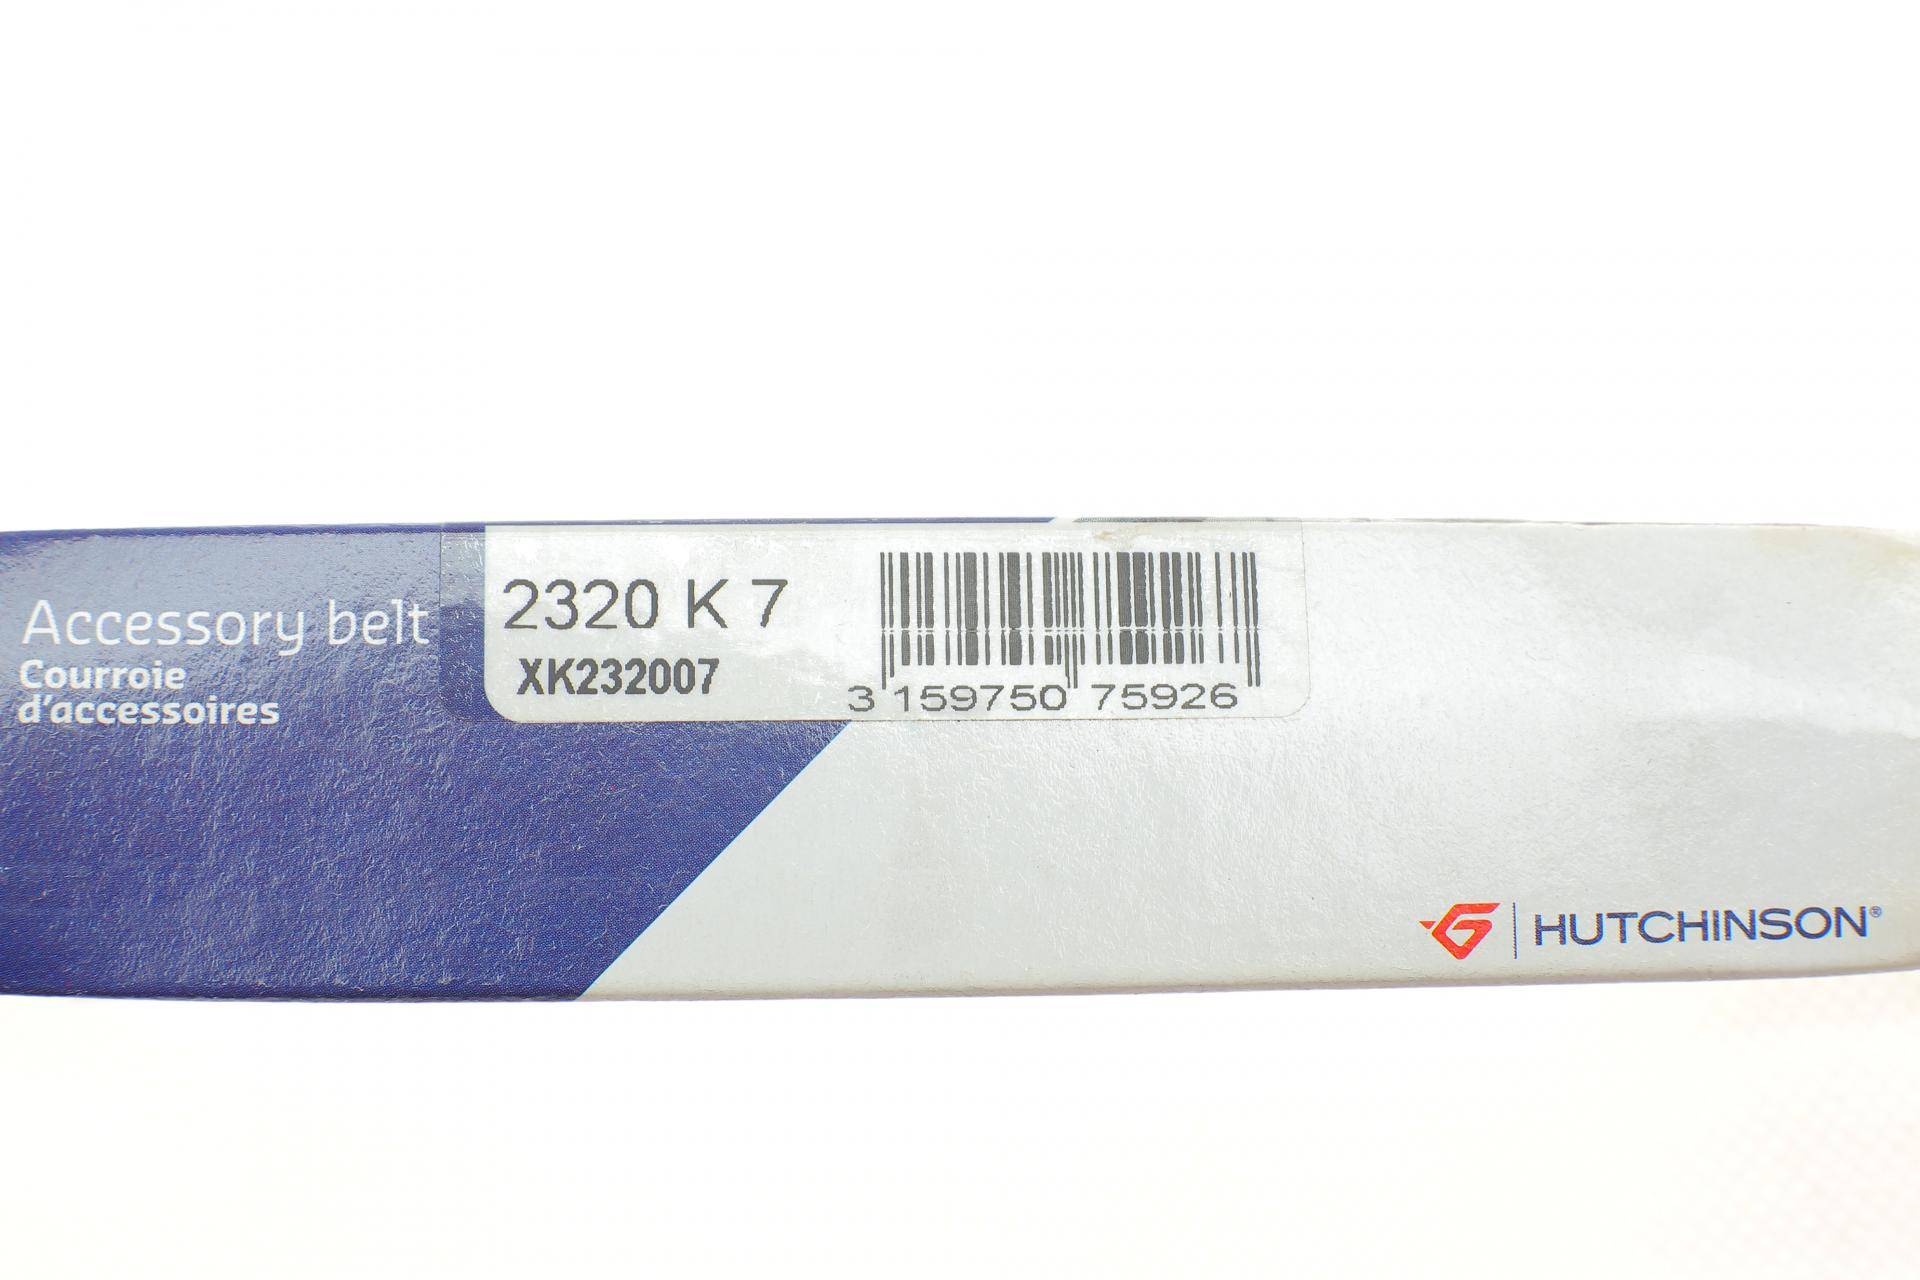 Accessory belt
Courroie
d'accessoires
2320 K 7
XK232007
3 159750 75926
HUTCHINSON®